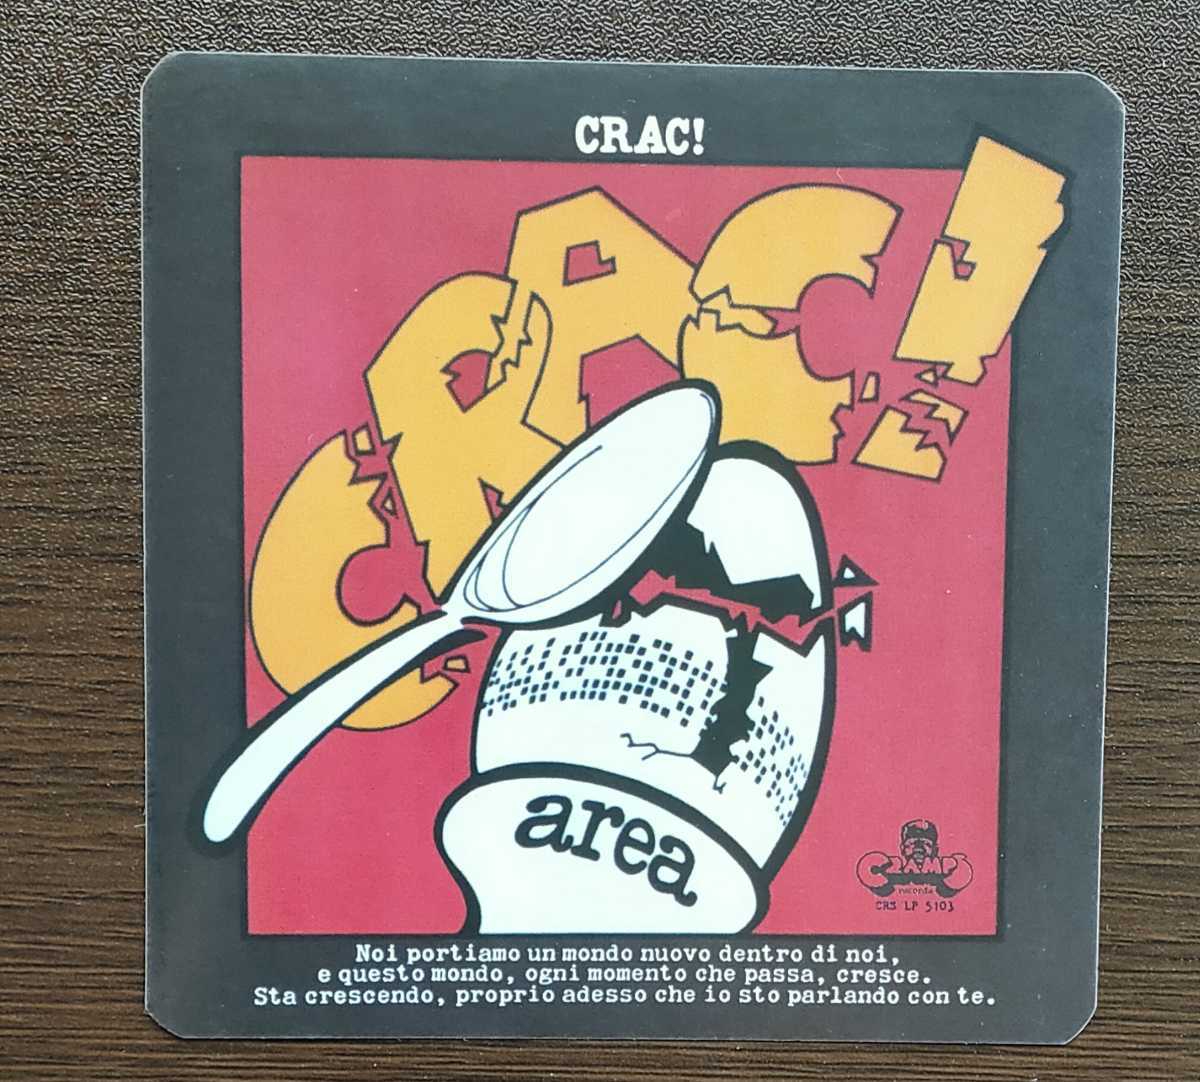 CRAC!
CRAC!
area
CRAMPS
records
CRS LP 5103
Noi portiamo un mondo nuovo dentro di noi,
e questo mondo, ogni momento che passa, cresce.
Sta crescendo, proprio adesso che io sto parlando con te.